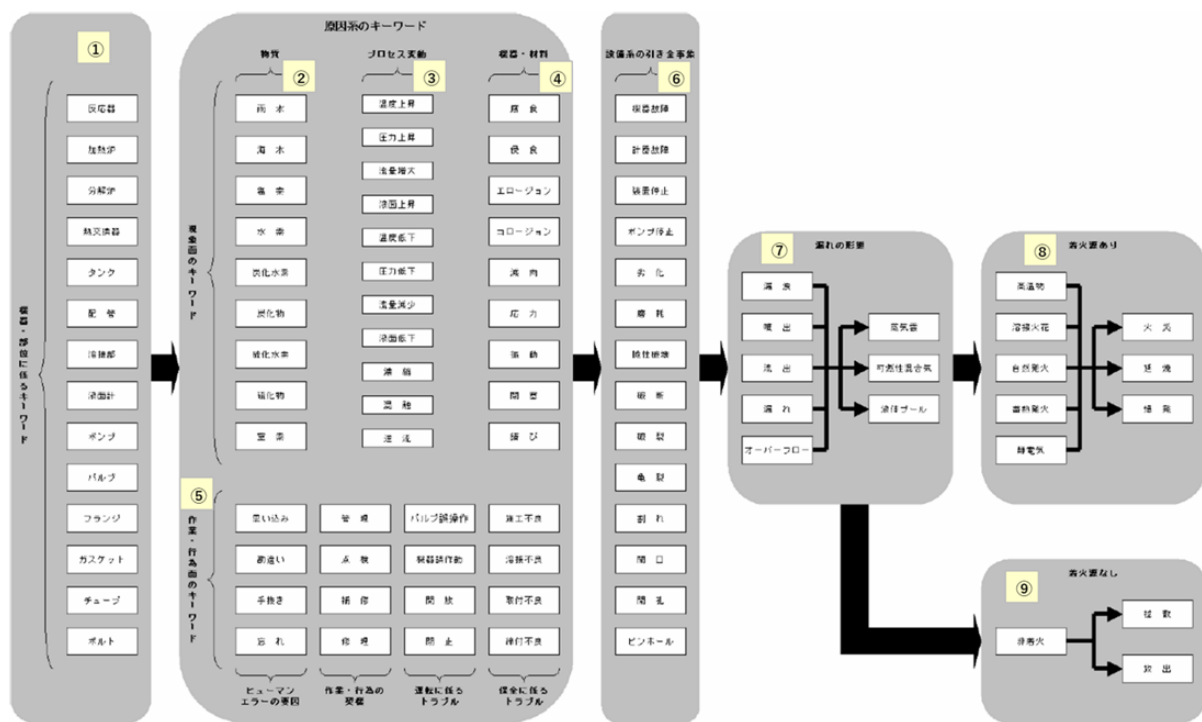 原因系のキーワード
①
機器・部位に係るキーワード
反応器
加熱炉
分解炉
熱交換器
タンク
配管
溶接部
液面計
ポンプ
バルブ
フランジ
ガスケット
チューブ
ボルト
現象面のキーワード
物質
②
雨水
海水
塩素
水素
炭化水素
炭化物
硫化水素
硫化物
窒素
プロセス変動
③
温度上昇
圧力上昇
流量増大
液面上昇
温度低下
圧力低下
流量減少
液面低下
濃縮
逆流
機器・材料
④
腐食
侵食
エロージョン
コロージョン
減肉
応力
振動
閉塞
錆び
⑤
作業・行為面のキーワード
思い込み
勘違い
手抜き
忘れ
ヒューマン
エラーの要因
管理
点検
補修
修理
作業・行為の
契機
バルブ誤操作
機器誤作動
開放
閉止
運転に係る
トラブル
施工不良
溶接不良
取付不良
締付不良
保全に係る
トラブル
設備系の引き金事象
⑥
機器故障
計器故障
装置停止
ポンプ停止
劣化
磨耗
脆性破壊
破断
破裂
亀裂
割れ
開口
開孔
ピンホール
⑦
漏れの形態
漏洩
噴出
流出
漏れ
オーバーフロー
蒸気雲
可燃性混合気
液体プール
⑧
着火源あり
高温物
溶接火花
自然発火
蓄熱発火
静電気
火災
延焼
爆発
着火源なし
⑨
非着火
拡散
放出